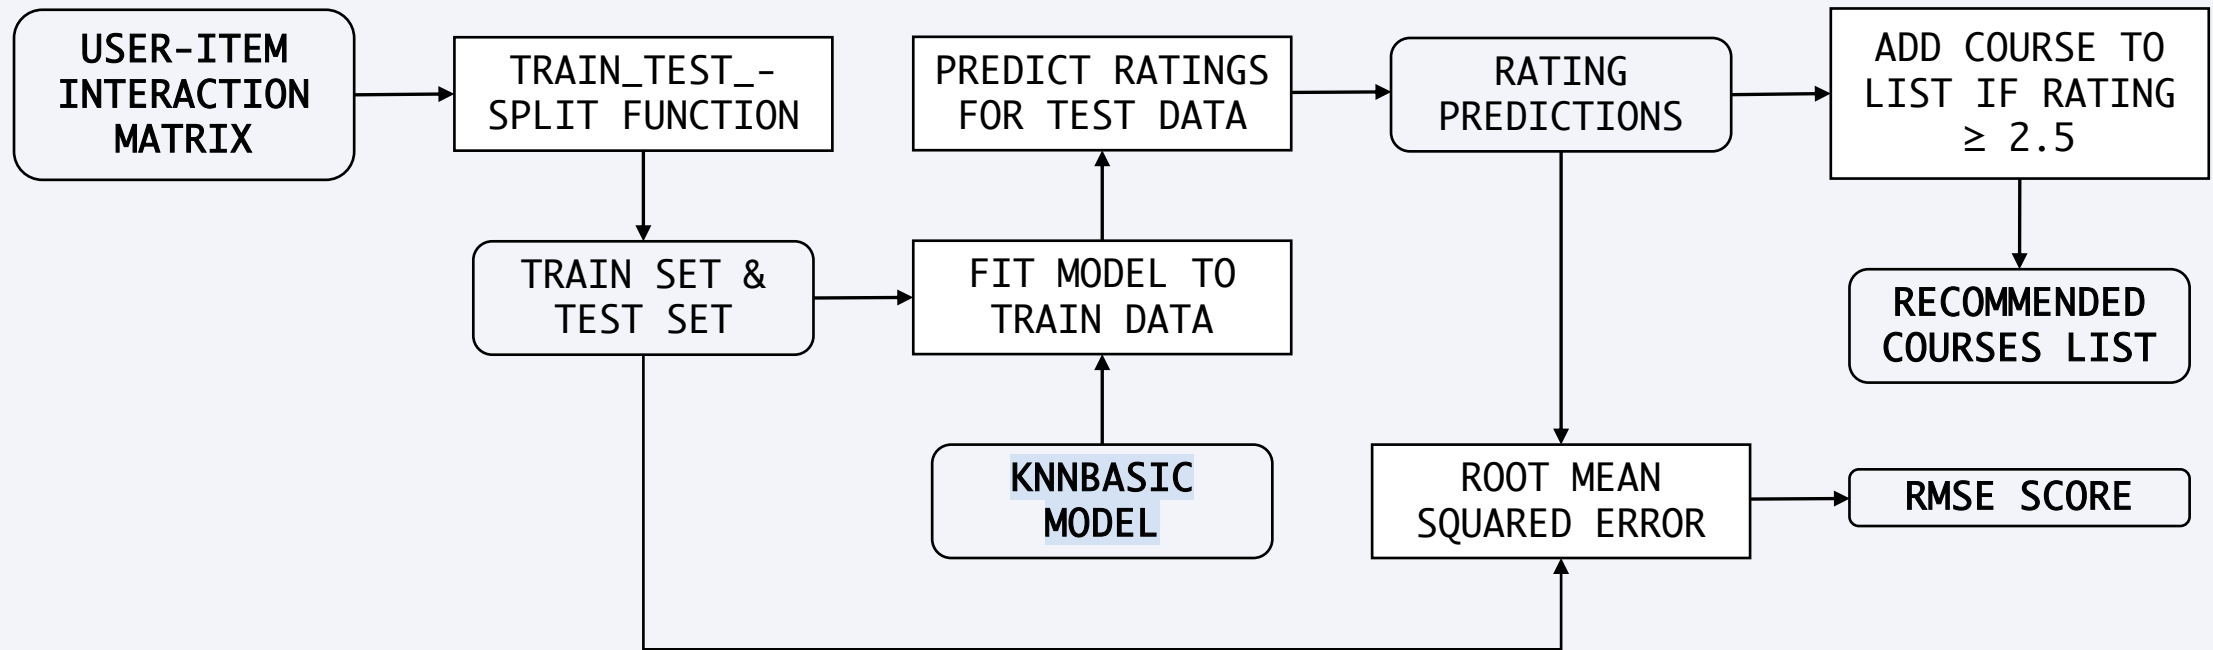 USER-ITEM
INTERACTION
MATRIX
TRAIN_TEST_-
SPLIT FUNCTION
PREDICT RATINGS
FOR TEST DATA
RATING
PREDICTIONS
ADD COURSE TO
LIST IF RATING
≥ 2.5
TRAIN SET &
TEST SET
FIT MODEL TO
TRAIN DATA
RECOMMENDED
COURSES LIST
KNNBASIC
MODEL
ROOT MEAN
SQUARED ERROR
RMSE SCORE